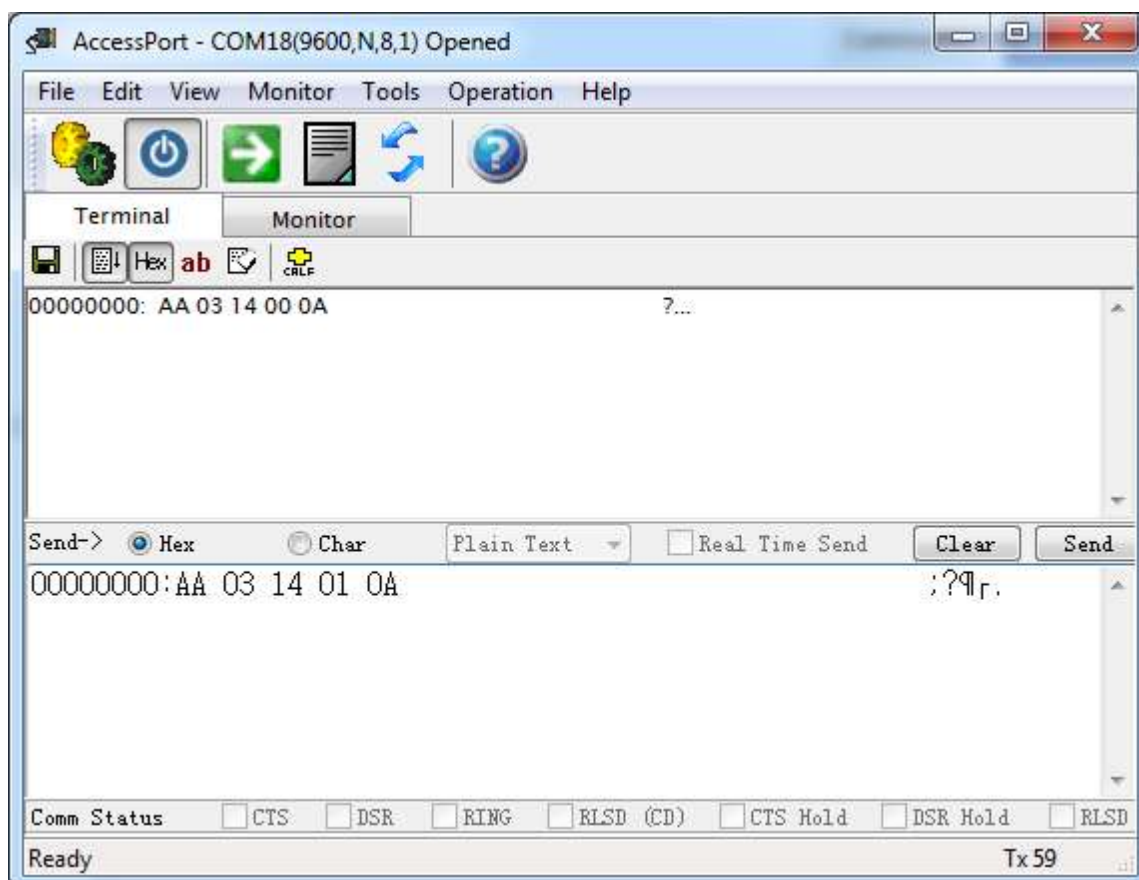 AccessPort - COM18(9600,N,8,1) Opened
File Edit View Monitor Tools Operation Help
Terminal Monitor
Hex ab CRLF
00000000: AA 03 14 00 0A ?...
Send-> Hex Char Plain Text Real Time Send Clear Send
00000000:AA 03 14 01 0A ;?¶┌.
Comm Status CTS DSR RING RLSD (CD) CTS Hold DSR Hold RLSD
Ready Tx 59